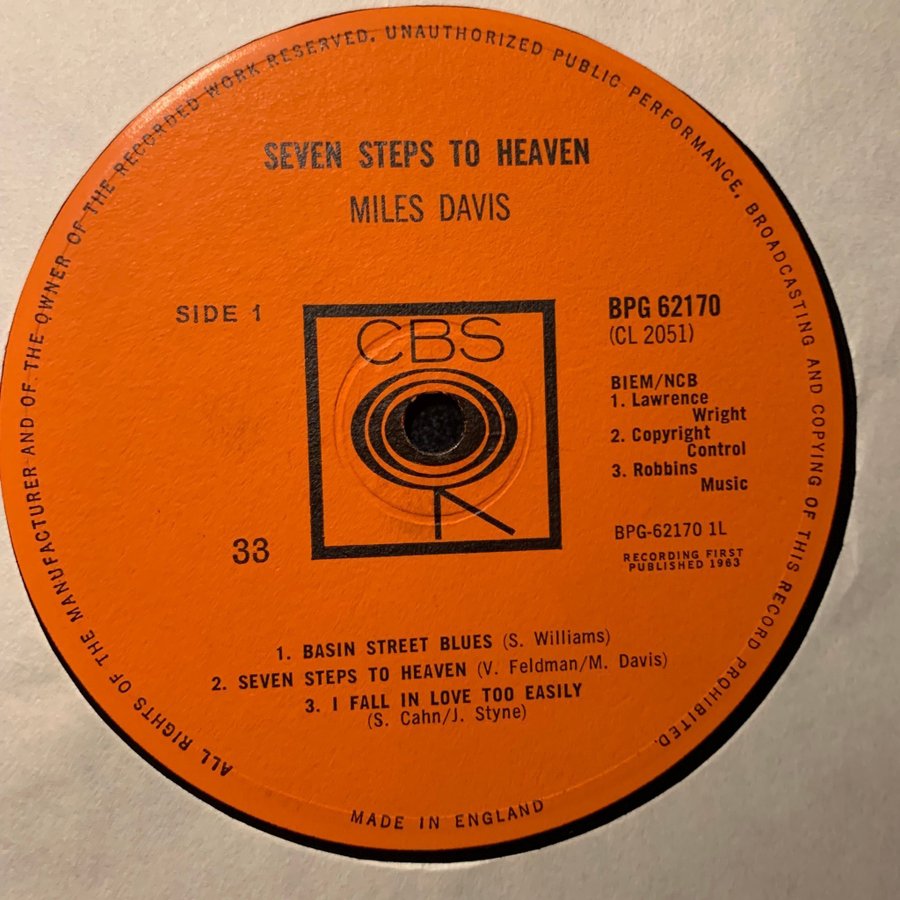 ALL RIGHTS OF THE MANUFACTURER AND OF THE OWNER OF THE RECORDED WORK RESERVED. UNAUTHORIZED PUBLIC PERFORMANCE, BROADCASTING AND COPYING OF THIS RECORD PROHIBITED.
SEVEN STEPS TO HEAVEN
MILES DAVIS
SIDE 1
CBS
33
BPG 62170
(CL 2051)
BIEM/NCB
1. Lawrence
Wright
2. Copyright
Control
3. Robbins
Music
BPG-62170 1L
RECORDING FIRST
PUBLISHED 1963
1. BASIN STREET BLUES (S. Williams)
2. SEVEN STEPS TO HEAVEN (V. Feldman/M. Davis)
3. I FALL IN LOVE TOO EASILY
(S. Cahn/J. Styne)
MADE IN ENGLAND